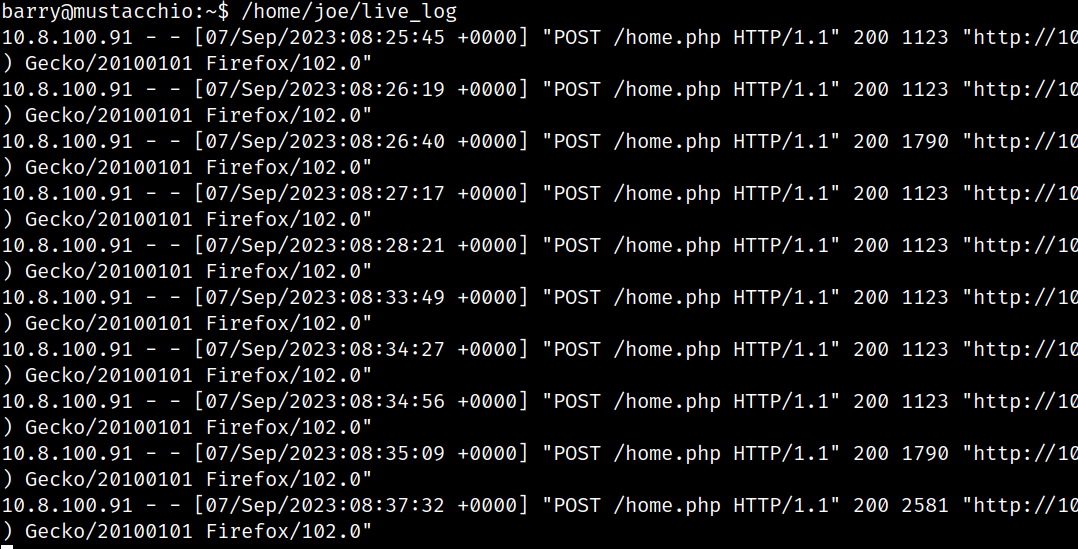 barry@mustacchio:~$ /home/joe/live_log
10.8.100.91 - - [07/Sep/2023:08:25:45 +0000] "POST /home.php HTTP/1.1" 200 1123 "http://10
) Gecko/20100101 Firefox/102.0"
10.8.100.91 - - [07/Sep/2023:08:26:19 +0000] "POST /home.php HTTP/1.1" 200 1123 "http://10
) Gecko/20100101 Firefox/102.0"
10.8.100.91 - - [07/Sep/2023:08:26:40 +0000] "POST /home.php HTTP/1.1" 200 1790 "http://10
) Gecko/20100101 Firefox/102.0"
10.8.100.91 - - [07/Sep/2023:08:27:17 +0000] "POST /home.php HTTP/1.1" 200 1123 "http://10
) Gecko/20100101 Firefox/102.0"
10.8.100.91 - - [07/Sep/2023:08:28:21 +0000] "POST /home.php HTTP/1.1" 200 1123 "http://10
) Gecko/20100101 Firefox/102.0"
10.8.100.91 - - [07/Sep/2023:08:33:49 +0000] "POST /home.php HTTP/1.1" 200 1123 "http://10
) Gecko/20100101 Firefox/102.0"
10.8.100.91 - - [07/Sep/2023:08:34:27 +0000] "POST /home.php HTTP/1.1" 200 1123 "http://10
) Gecko/20100101 Firefox/102.0"
10.8.100.91 - - [07/Sep/2023:08:34:56 +0000] "POST /home.php HTTP/1.1" 200 1123 "http://10
) Gecko/20100101 Firefox/102.0"
10.8.100.91 - - [07/Sep/2023:08:35:09 +0000] "POST /home.php HTTP/1.1" 200 1790 "http://10
) Gecko/20100101 Firefox/102.0"
10.8.100.91 - - [07/Sep/2023:08:37:32 +0000] "POST /home.php HTTP/1.1" 200 2581 "http://10
) Gecko/20100101 Firefox/102.0"